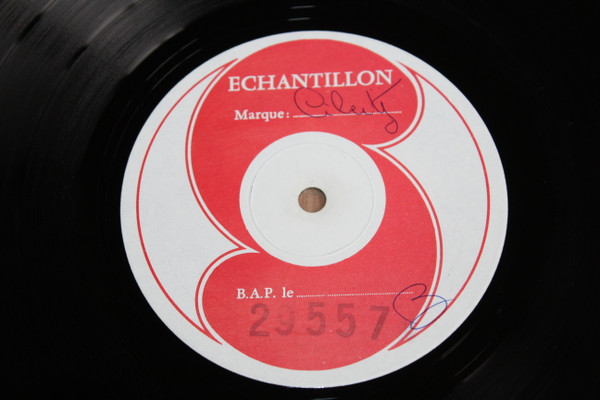 ECHANTILLON
Marque:
B.A.P. le
29557